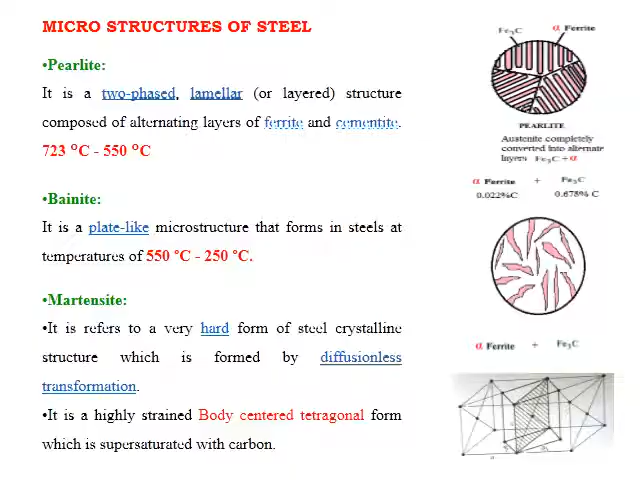 MICRO STRUCTURES OF STEEL
•Pearlite:
It is a two-phased, lamellar (or layered) structure
composed of alternating layers of ferrite and cementite.
723 °C - 550 °C
•Bainite:
It is a plate-like microstructure that forms in steels at
temperatures of 550 °C - 250 °C.
•Martensite:
•It is refers to a very hard form of steel crystalline
structure which is formed by diffusionless
transformation.
•It is a highly strained Body centered tetragonal form
which is supersaturated with carbon.
Fe₃C α Ferrite
PEARLITE
Austenite completely
converted into alternate
layers Fe₃C + α
α Ferrite + Fe₃C
0.022%C 0.678% C
α Ferrite + Fe₃C